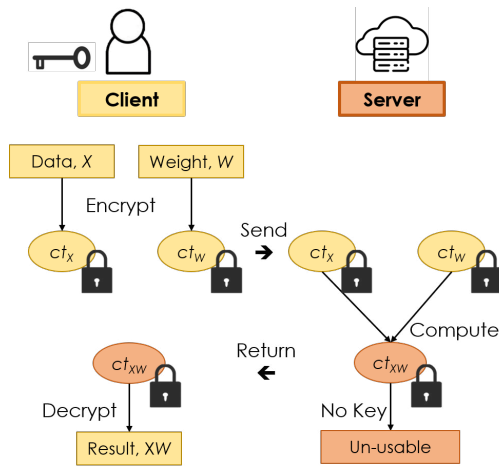 Client
Server
Data, X
Weight, W
Encrypt
Send
ct_X
ct_W
ct_X
ct_W
Compute
Return
ct_XW
ct_XW
Decrypt
No Key
Result, XW
Un-usable